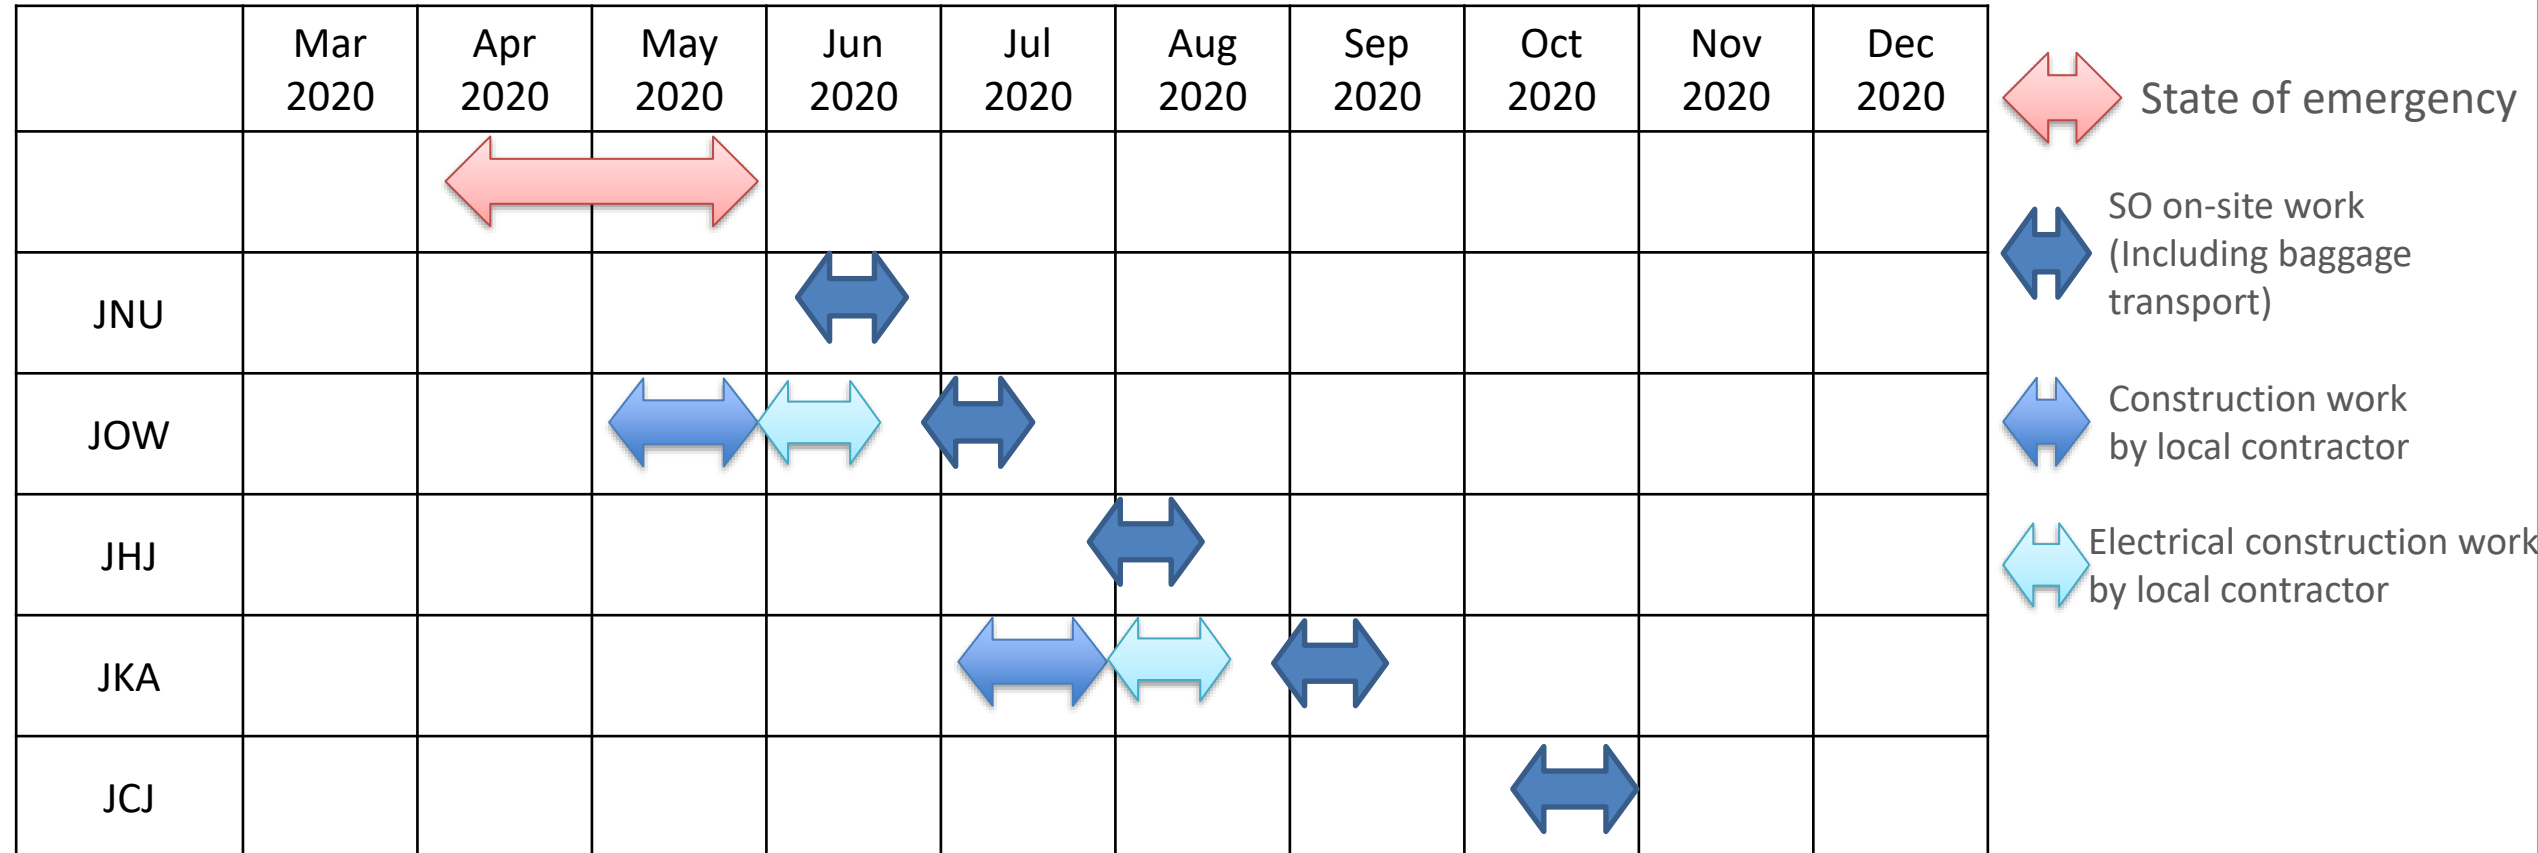 Mar
2020
Apr
2020
May
2020
Jun
2020
Jul
2020
Aug
2020
Sep
2020
Oct
2020
Nov
2020
Dec
2020
JNU
JOW
JHJ
JKA
JCJ
State of emergency
SO on-site work
(Including baggage
transport)
Construction work
by local contractor
Electrical construction work
by local contractor